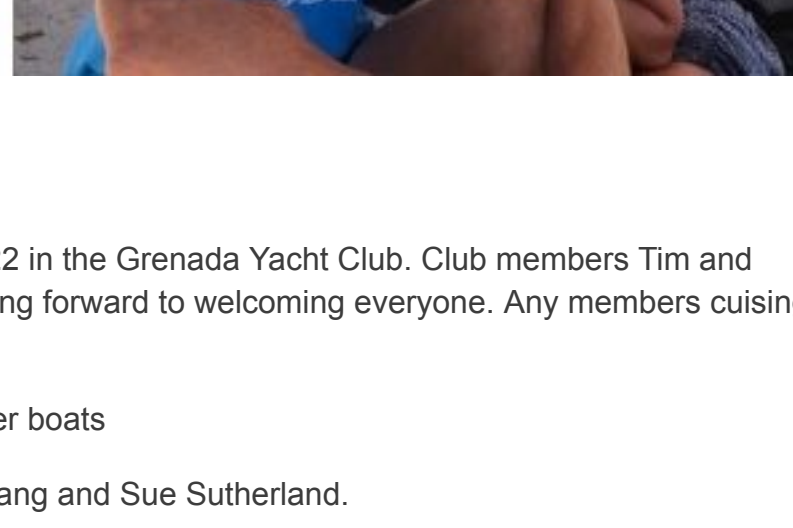 2 in the Grenada Yacht Club. Club members Tim and
ng forward to welcoming everyone. Any members cuisin
er boats
ang and Sue Sutherland.